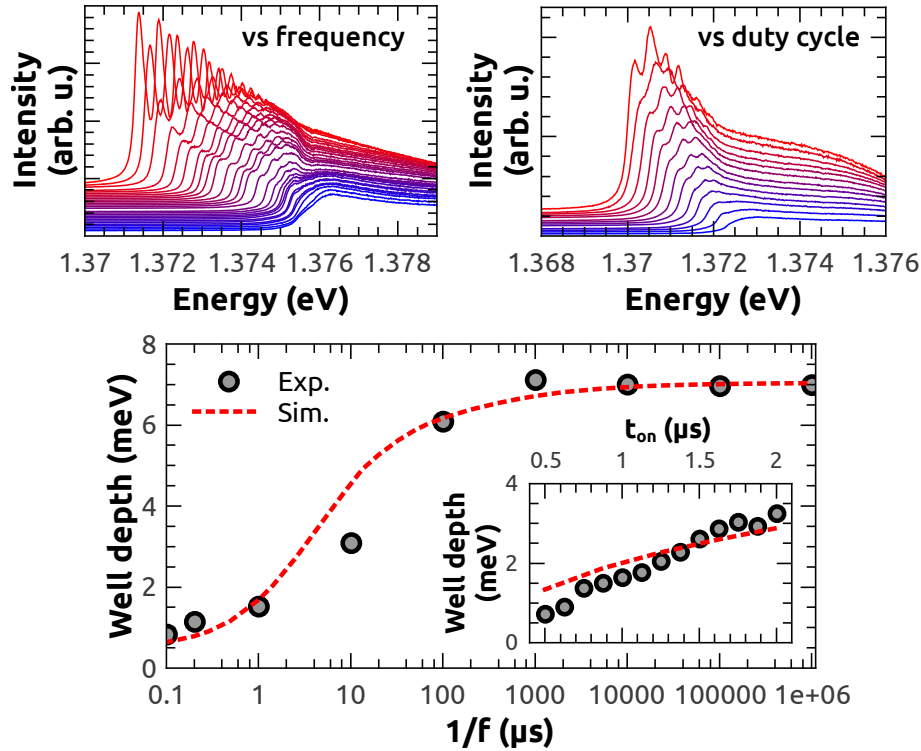 vs frequency
Intensity
(arb. u.)
1.37 1.372 1.374 1.376 1.378
Energy (eV)
vs duty cycle
Intensity
(arb. u.)
1.368 1.37 1.372 1.374 1.376
Energy (eV)
8
6
4
2
0
Well depth (meV)
Exp.
Sim.
0.1 1 10 100 1000 10000 100000 1e+06
1/f (μs)
t_on (μs)
0.5 1 1.5 2
4
2
0
Well depth
(meV)